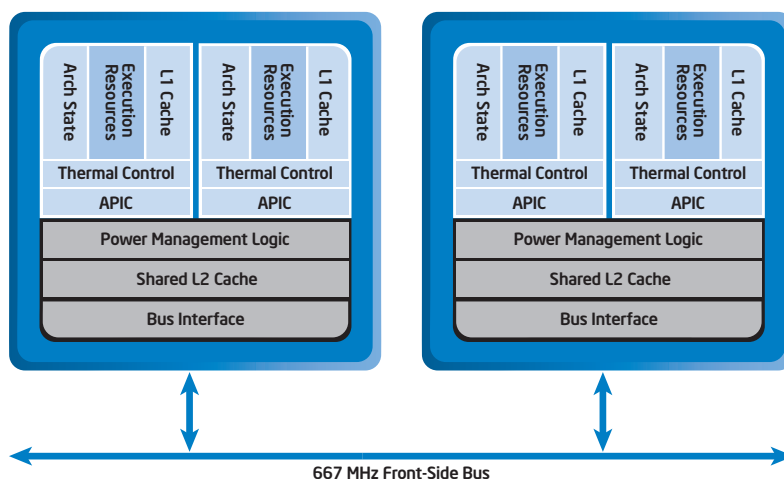 Arch State
Execution
Resources
L1 Cache
Arch State
Execution
Resources
L1 Cache
Thermal Control
Thermal Control
APIC
APIC
Power Management Logic
Shared L2 Cache
Bus Interface
Arch State
Execution
Resources
L1 Cache
Arch State
Execution
Resources
L1 Cache
Thermal Control
Thermal Control
APIC
APIC
Power Management Logic
Shared L2 Cache
Bus Interface
667 MHz Front-Side Bus